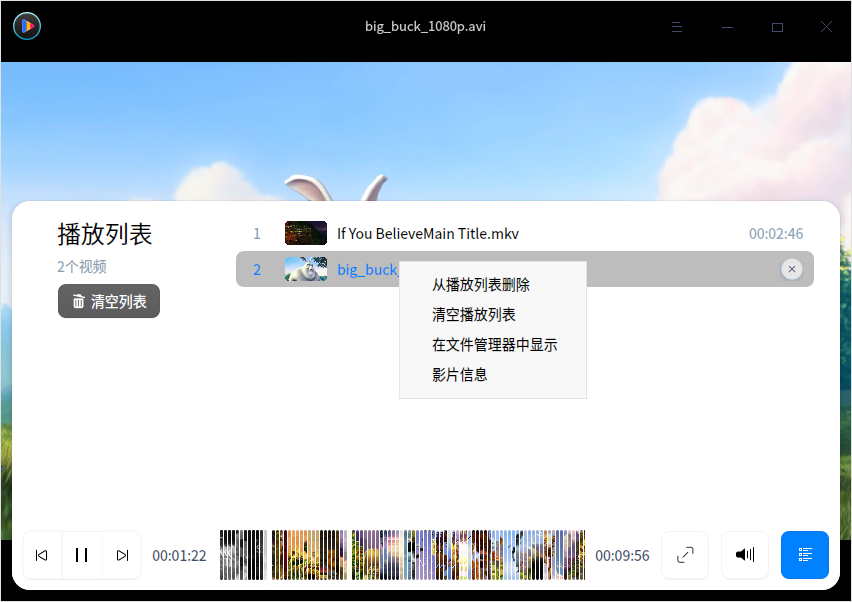 big_buck_1080p.avi
播放列表
2个视频
清空列表
1 If You BelieveMain Title.mkv 00:02:46
2 big_buck_
从播放列表删除
清空播放列表
在文件管理器中显示
影片信息
00:01:22 00:09:56